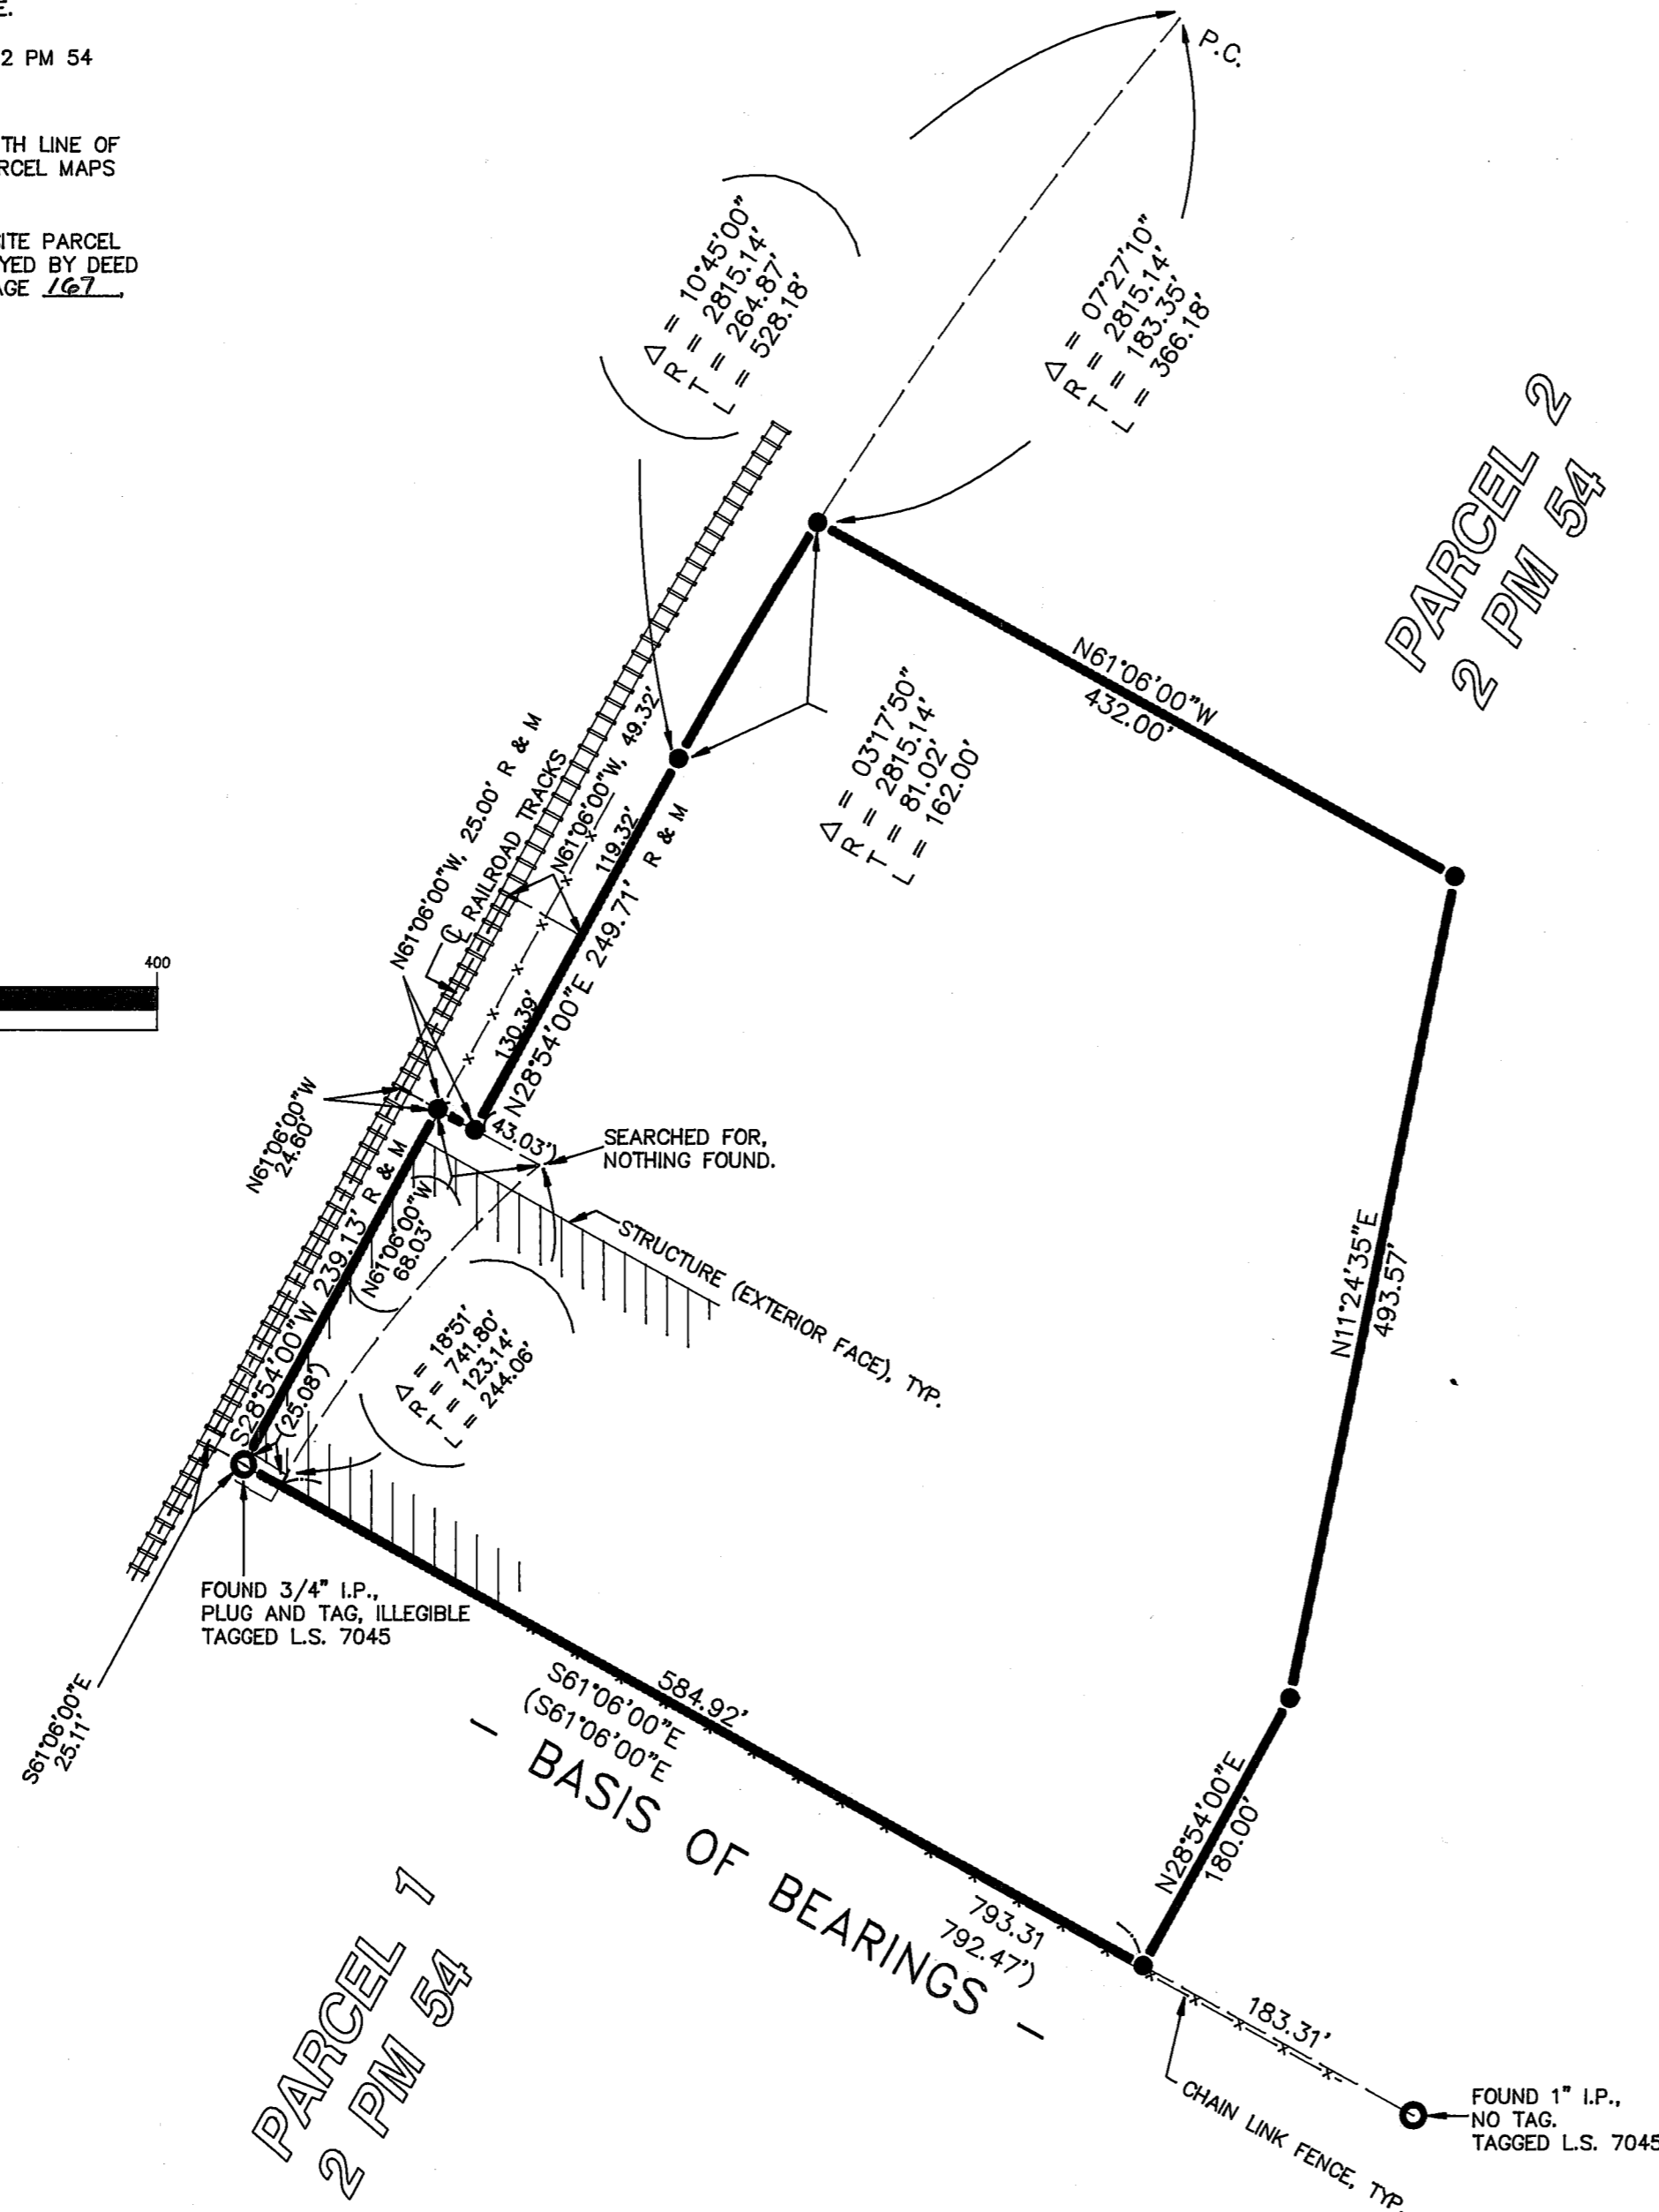 E.
2 PM 54
TH LINE OF
RCEL MAPS
ITE PARCEL
YED BY DEED
AGE 167,
P.C.
Δ = 10°45'00"
R = 2815.14'
T = 264.87'
L = 528.18'
Δ = 07°27'10"
R = 2815.14'
T = 183.35'
L = 366.18'
PARCEL 2
2 PM 54
N61°06'00"W
432.00'
Δ = 03°17'50"
R = 2815.14'
T = 81.02'
L = 162.00'
N61°06'00"W, 25.00' R & M
℄ RAILROAD TRACKS
N61°06'00"W, 49.32'
119.32'
130.39'
N28°54'00"E 249.71' R & M
400
N61°06'00"W
24.60'
(43.03')
SEARCHED FOR,
NOTHING FOUND.
S28°54'00"W 239.13' R & M
N61°06'00"W
68.03'
STRUCTURE (EXTERIOR FACE), TYP.
Δ = 18°51'
R = 741.80'
T = 123.14'
L = 244.06'
(25.08')
N11°24'35"E
493.57'
FOUND 3/4" I.P.,
PLUG AND TAG, ILLEGIBLE
TAGGED L.S. 7045
S61°06'00"E
25.11'
584.92'
S61°06'00"E
(S61°06'00"E
- BASIS OF BEARINGS -
793.31
792.47')
N28°54'00"E
180.00'
PARCEL 1
2 PM 54
183.31'
CHAIN LINK FENCE, TYP.
FOUND 1" I.P.,
NO TAG.
TAGGED L.S. 7045